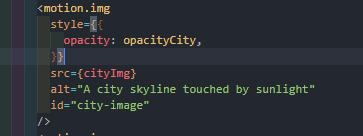 <motion.img
style={{
opacity: opacityCity,
}}
src={cityImg}
alt="A city skyline touched by sunlight"
id="city-image"
/>